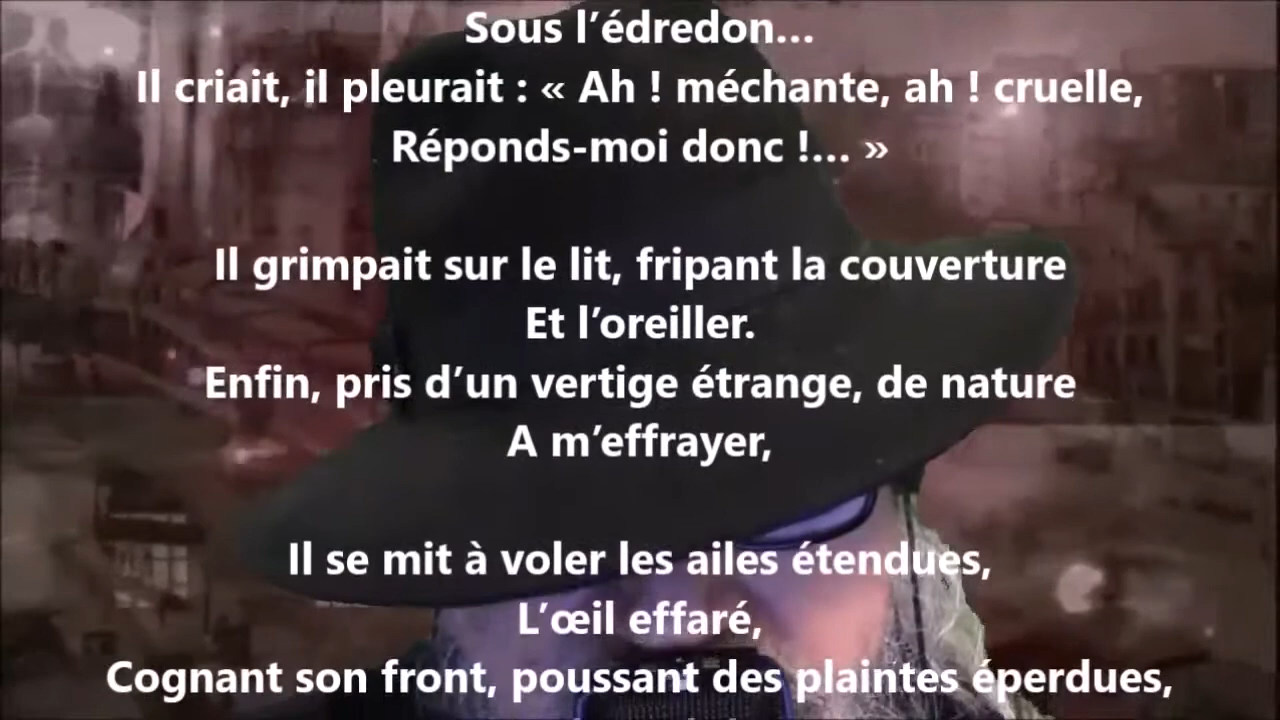 Sous l’édredon...
Il criait, il pleurait : « Ah ! méchante, ah ! cruelle,
Réponds-moi donc !... »
Il grimpait sur le lit, fripant la couverture
Et l’oreiller.
Enfin, pris d’un vertige étrange, de nature
A m’effrayer,
Il se mit à voler les ailes étendues,
L’œil effaré,
Cognant son front, poussant des plaintes éperdues,